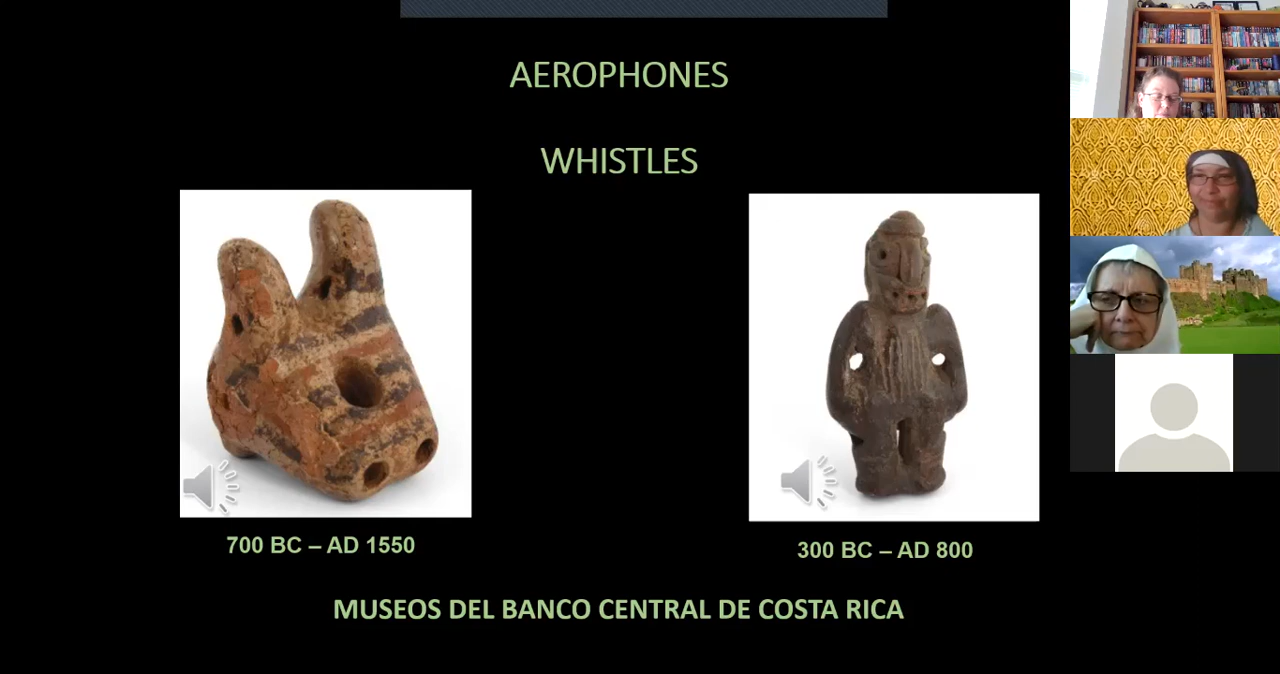 AEROPHONES
WHISTLES
700 BC – AD 1550
300 BC – AD 800
MUSEOS DEL BANCO CENTRAL DE COSTA RICA